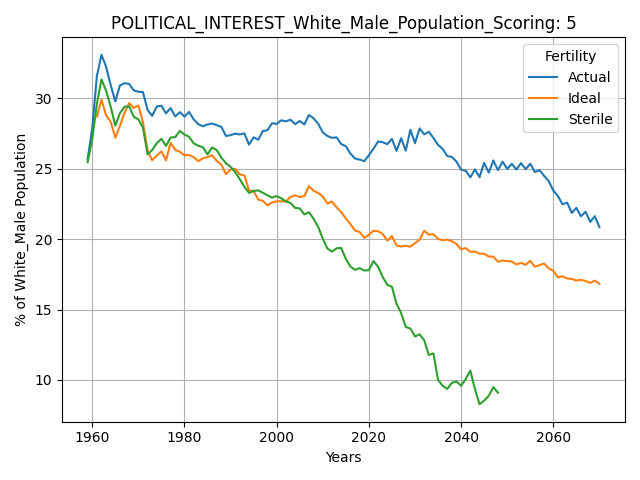 POLITICAL_INTEREST_White_Male_Population_Scoring: 5
Fertility
Actual
Ideal
Sterile
% of White_Male Population
30
25
20
15
10
1960 1980 2000 2020 2040 2060
Years